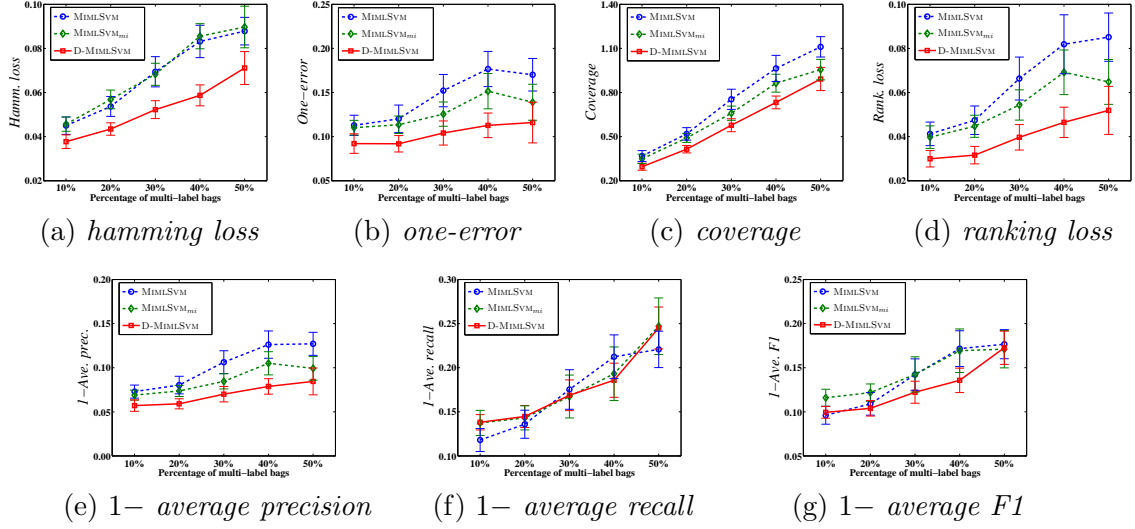 0.10
0.08
0.06
0.04
0.02
Hamm. loss
MIMLSVM
MIMLSVMmi
D-MIMLSVM
10% 20% 30% 40% 50%
Percentage of multi-label bags
(a) hamming loss
0.25
0.20
0.15
0.10
0.05
One-error
MIMLSVM
MIMLSVMmi
D-MIMLSVM
10% 20% 30% 40% 50%
Percentage of multi-label bags
(b) one-error
1.40
1.10
0.80
0.50
0.20
Coverage
MIMLSVM
MIMLSVMmi
D-MIMLSVM
10% 20% 30% 40% 50%
Percentage of multi-label bags
(c) coverage
0.10
0.08
0.06
0.04
0.02
Rank. loss
MIMLSVM
MIMLSVMmi
D-MIMLSVM
10% 20% 30% 40% 50%
Percentage of multi-label bags
(d) ranking loss
0.20
0.15
0.10
0.05
0.00
1-Ave. prec.
MIMLSVM
MIMLSVMmi
D-MIMLSVM
10% 20% 30% 40% 50%
Percentage of multi-label bags
(e) 1− average precision
0.30
0.25
0.20
0.15
0.10
1-Ave. recall
MIMLSVM
MIMLSVMmi
D-MIMLSVM
10% 20% 30% 40% 50%
Percentage of multi-label bags
(f) 1− average recall
0.25
0.20
0.15
0.10
0.05
1-Ave. F1
MIMLSVM
MIMLSVMmi
D-MIMLSVM
10% 20% 30% 40% 50%
Percentage of multi-label bags
(g) 1− average F1